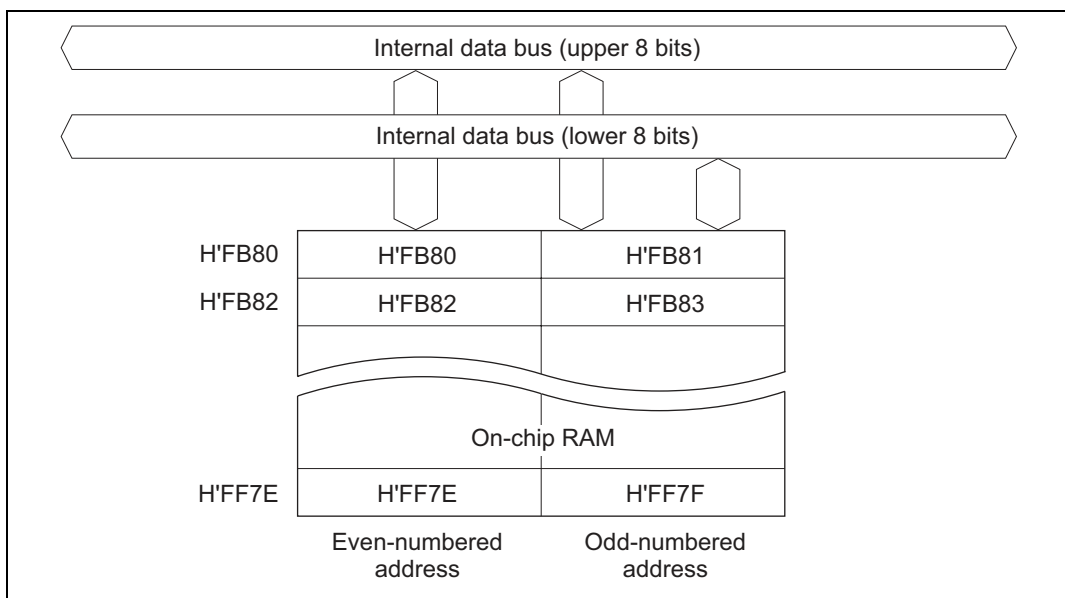 Internal data bus (upper 8 bits)
Internal data bus (lower 8 bits)
H'FB80 H'FB80 H'FB81
H'FB82 H'FB82 H'FB83
On-chip RAM
H'FF7E H'FF7E H'FF7F
Even-numbered address
Odd-numbered address